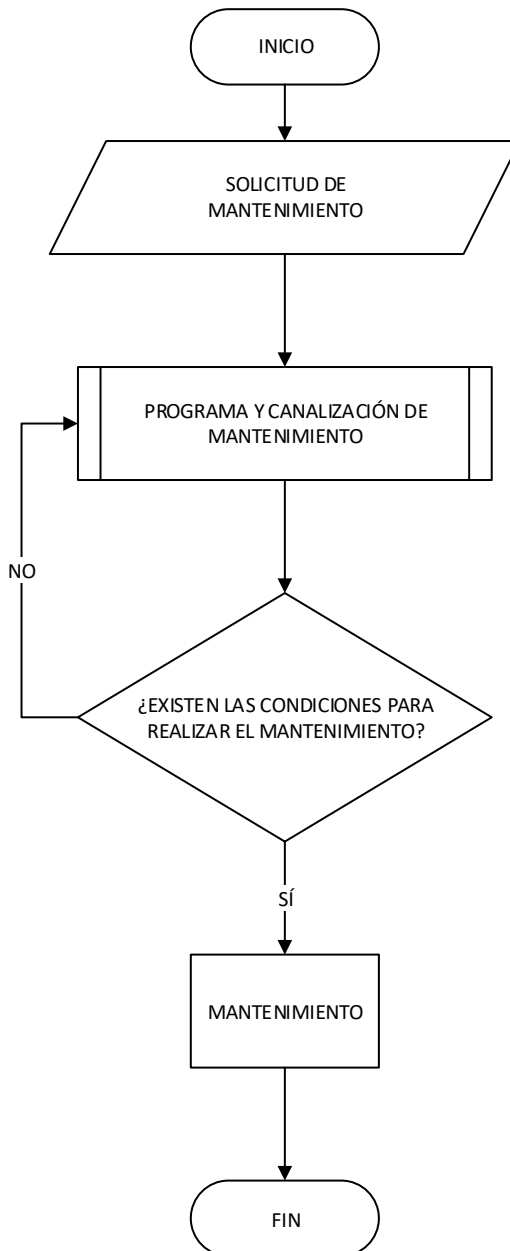 INICIO
SOLICITUD DE
MANTENIMIENTO
PROGRAMA Y CANALIZACIÓN DE
MANTENIMIENTO
NO
¿EXISTEN LAS CONDICIONES PARA
REALIZAR EL MANTENIMIENTO?
SÍ
MANTENIMIENTO
FIN